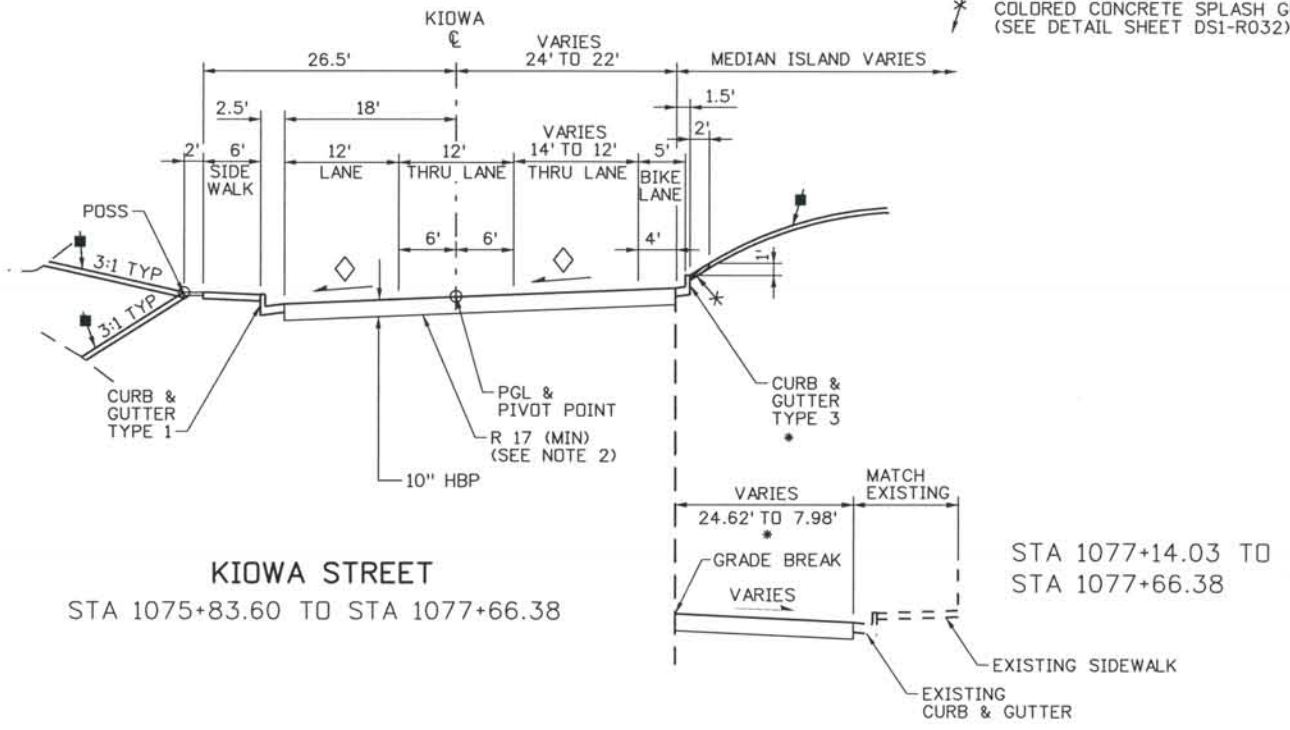 COLORED CONCRETE SPLASH G
(SEE DETAIL SHEET DS1-R032)
KIOWA
℄
26.5'
VARIES
24' TO 22'
MEDIAN ISLAND VARIES
2.5'
18'
1.5'
2'
2'
6'
SIDE
WALK
12'
LANE
12'
THRU LANE
VARIES
14' TO 12'
THRU LANE
5'
BIKE
LANE
POSS
6'
6'
4'
1'
3:1 TYP
3:1 TYP
CURB &
GUTTER
TYPE 1
PGL &
PIVOT POINT
R 17 (MIN)
(SEE NOTE 2)
10" HBP
CURB &
GUTTER
TYPE 3
*
VARIES
24.62' TO 7.98'
*
MATCH
EXISTING
GRADE BREAK
VARIES
KIOWA STREET
STA 1075+83.60 TO STA 1077+66.38
STA 1077+14.03 TO
STA 1077+66.38
EXISTING SIDEWALK
EXISTING
CURB & GUTTER